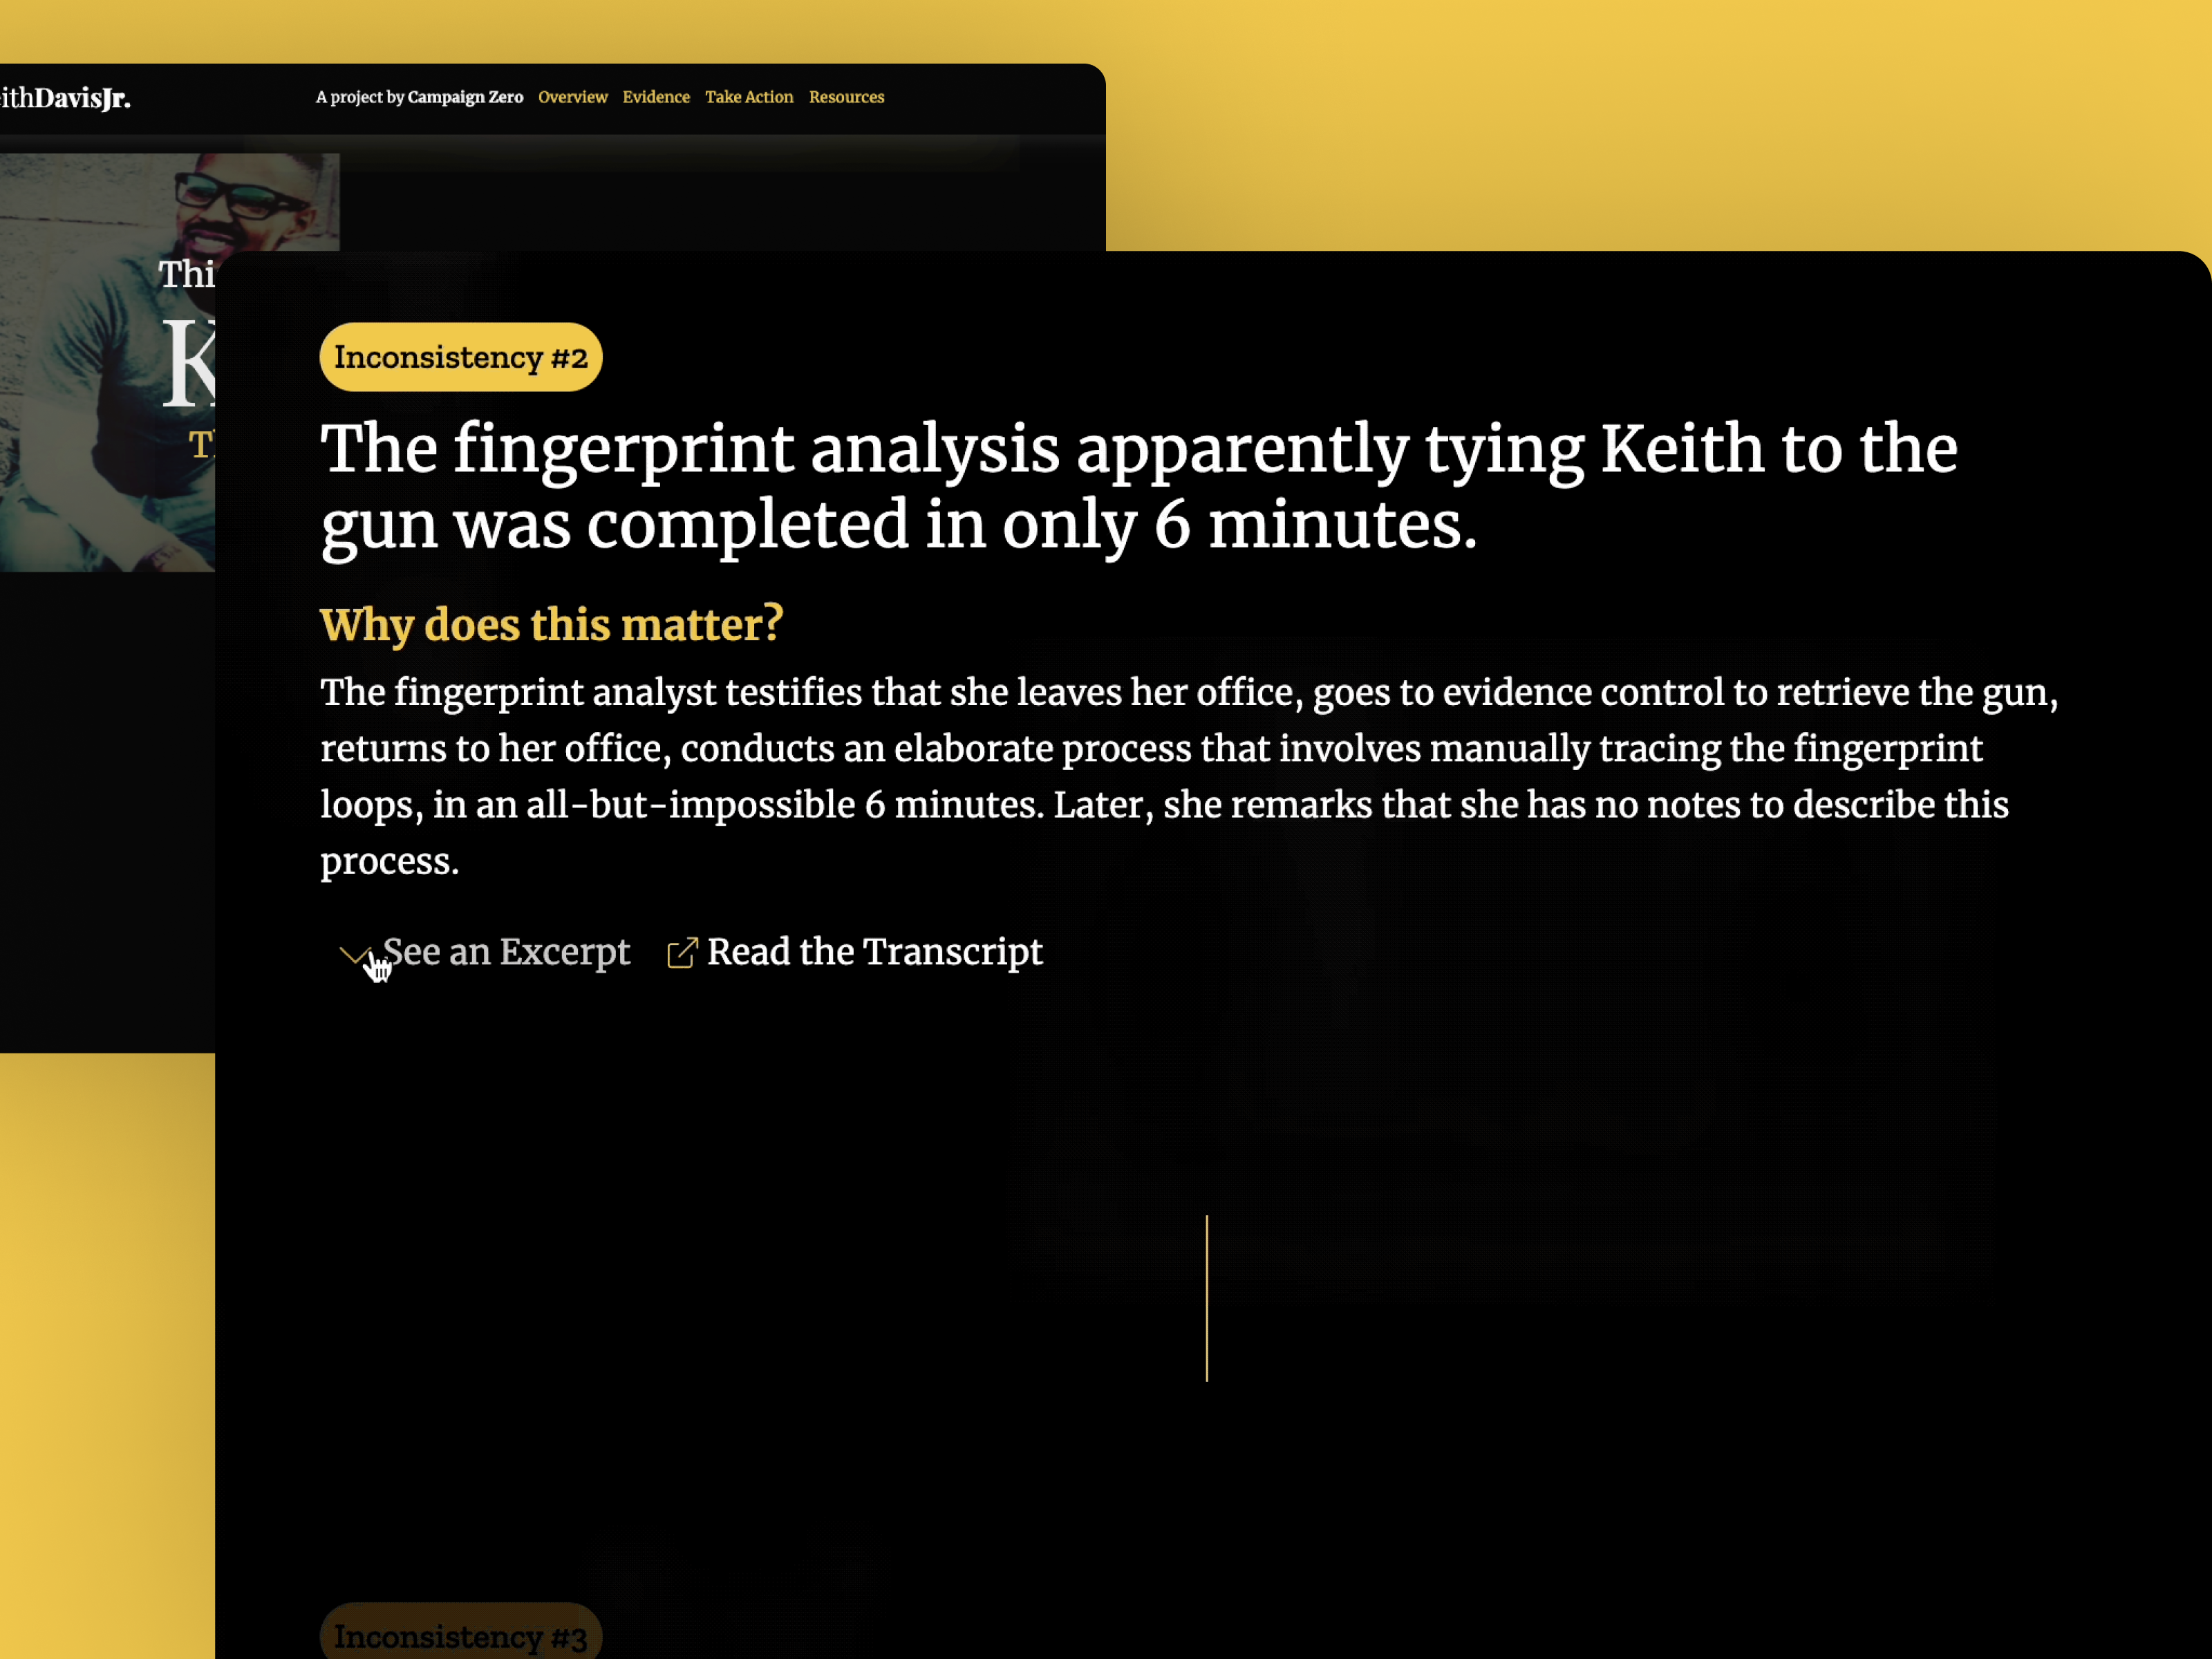 ithDavisJr.
A project by Campaign Zero Overview Evidence Take Action Resources
Thi
K
Inconsistency #2
The fingerprint analysis apparently tying Keith to the
gun was completed in only 6 minutes.
Why does this matter?
The fingerprint analyst testifies that she leaves her office, goes to evidence control to retrieve the gun,
returns to her office, conducts an elaborate process that involves manually tracing the fingerprint
loops, in an all-but-impossible 6 minutes. Later, she remarks that she has no notes to describe this
process.
See an Excerpt Read the Transcript
Inconsistency #3